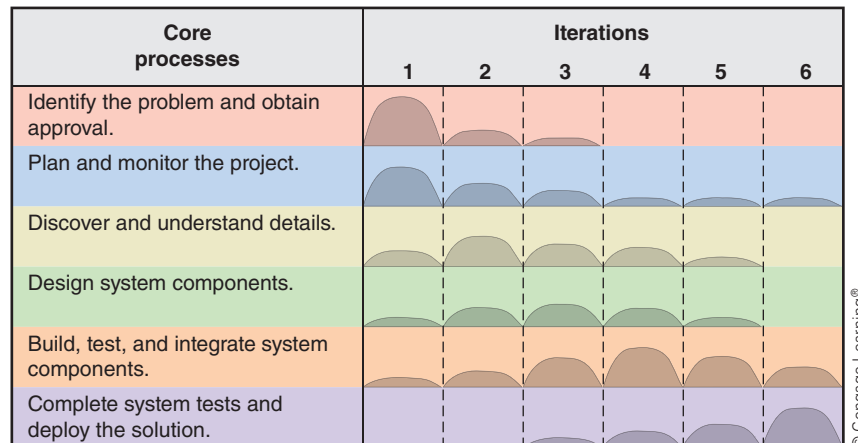 Core
processes
Iterations
1 2 3 4 5 6
Identify the problem and obtain
approval.
Plan and monitor the project.
Discover and understand details.
Design system components.
Build, test, and integrate system
components.
Complete system tests and
deploy the solution.
© Cengage Learning®